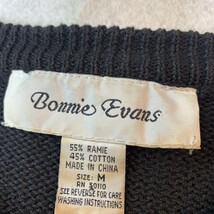 Bonnie Evans
55% RAMIE
45% COTTON
MADE IN CHINA
SIZE: M
RN 50110
SEE REVERSE FOR CARE
WASHING INSTRUCTIONS